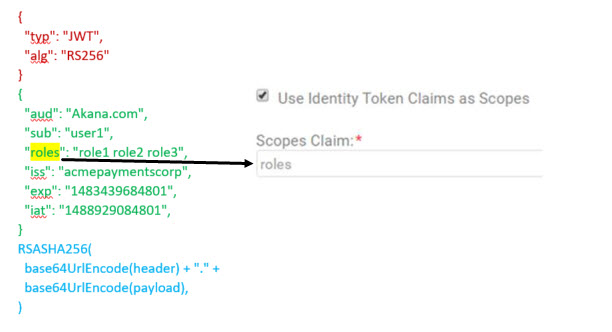 {
"typ": "JWT",
"alg": "RS256"
}
{
"aud": "Akana.com",
"sub": "user1",
"roles": "role1 role2 role3",
"iss": "acmepaymentscorp",
"exp": "1483439684801",
"iat": "1488929084801",
}
RSASHA256(
base64UrlEncode(header) + "." +
base64UrlEncode(payload),
)
Use Identity Token Claims as Scopes
Scopes Claim:*
roles